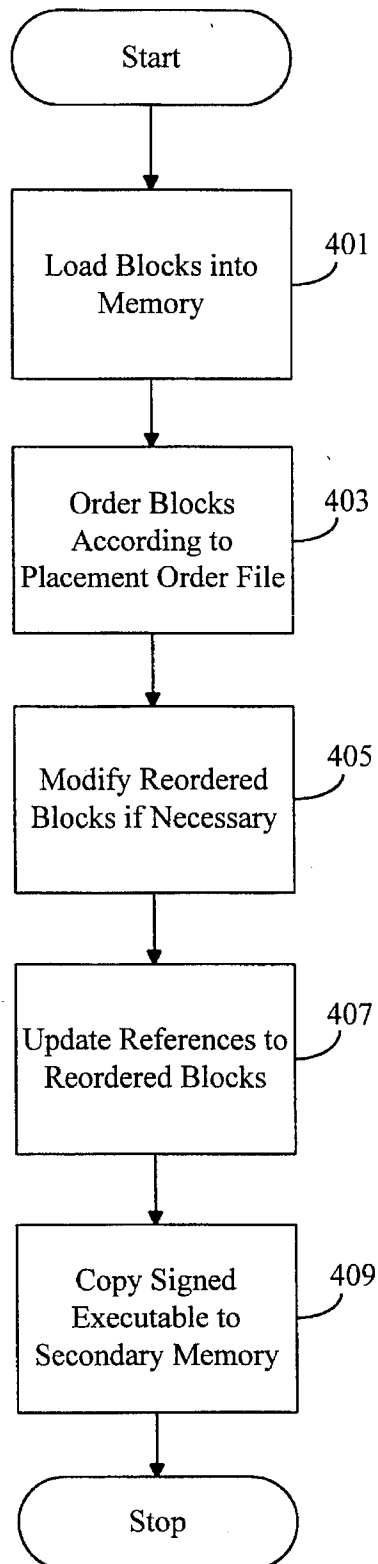 Start
Load Blocks into
Memory
401
Order Blocks
According to
Placement Order File
403
Modify Reordered
Blocks if Necessary
405
Update References to
Reordered Blocks
407
Copy Signed
Executable to
Secondary Memory
409
Stop